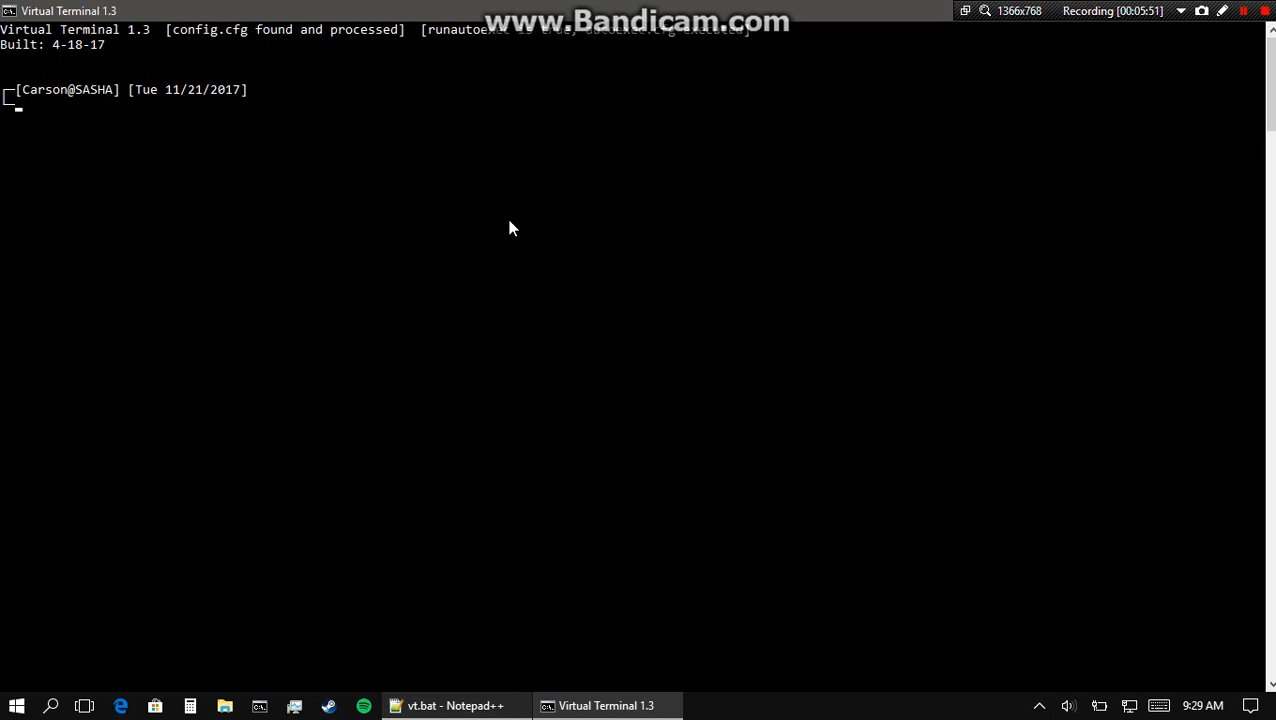 Virtual Terminal 1.3
www.Bandicam.com
1366x768
Recording [00:05:51]
Virtual Terminal 1.3 [config.cfg found and processed]
Built: 4-18-17
[Carson@SASHA] [Tue 11/21/2017]
vt.bat - Notepad++
Virtual Terminal 1.3
9:29 AM